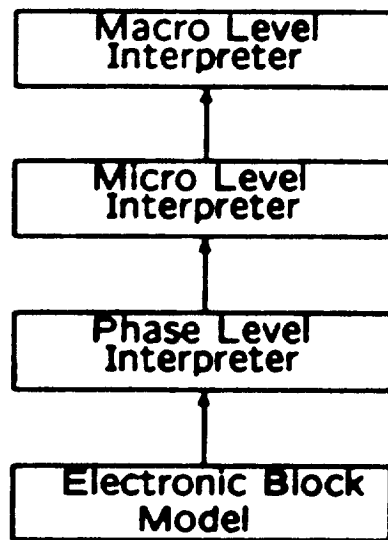 Macro Level
Interpreter
Micro Level
Interpreter
Phase Level
Interpreter
Electronic Block
Model